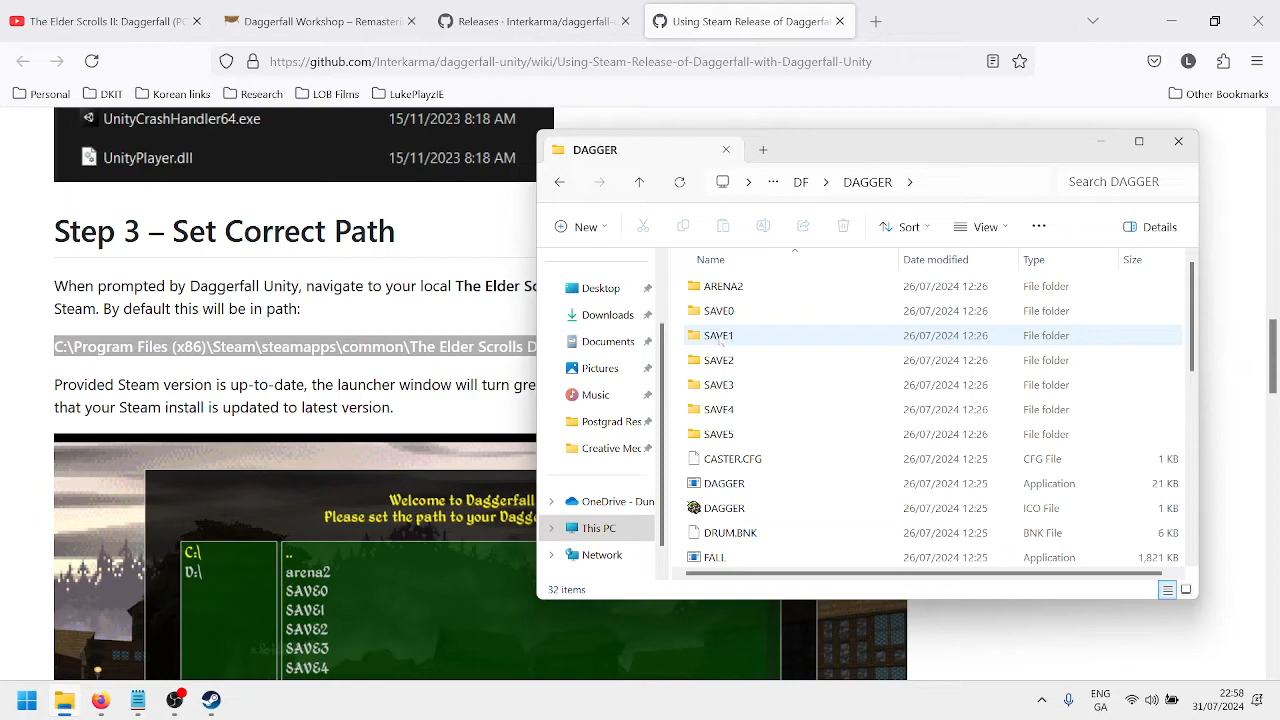 The Elder Scrolls II: Daggerfall (PC
Daggerfall Workshop – Remasteri
Releases · Interkarma/daggerfall-
Using Steam Release of Daggerfa
https://github.com/Interkarma/daggerfall-unity/wiki/Using-Steam-Release-of-Daggerfall-with-Daggerfall-Unity
L
Personal
DKIT
Korean links
Research
LOB Films
LukePlayzIE
Other Bookmarks
UnityCrashHandler64.exe 15/11/2023 8:18 AM
UnityPlayer.dll 15/11/2023 8:18 AM
Step 3 – Set Correct Path
When prompted by Daggerfall Unity, navigate to your local The Elder Sc
Steam. By default this will be in path:
C:\Program Files (x86)\Steam\steamapps\common\The Elder Scrolls D
Provided Steam version is up-to-date, the launcher window will turn gre
that your Steam install is updated to latest version.
Welcome to Daggerfall
Please set the path to your Dagge
C:\
D:\
..
arena2
SAVE0
SAVE1
SAVE2
SAVE3
SAVE4
DAGGER
DF
DAGGER
Search DAGGER
New
Sort
View
Details
Name Date modified Type Size
Desktop
Downloads
Documents
Pictures
Music
Postgrad Res
Creative Mec
OneDrive - Dun
This PC
Network
ARENA2 26/07/2024 12:26 File folder
SAVE0 26/07/2024 12:26 File folder
SAVE1 26/07/2024 12:26 File folder
SAVE2 26/07/2024 12:26 File folder
SAVE3 26/07/2024 12:26 File folder
SAVE4 26/07/2024 12:26 File folder
SAVE5 26/07/2024 12:26 File folder
CASTER.CFG 26/07/2024 12:25 CFG File 1 KB
DAGGER 26/07/2024 12:25 Application 21 KB
DAGGER 26/07/2024 12:25 ICO File 1 KB
DRUM.BNK 26/07/2024 12:25 BNK File 6 KB
FALL 26/07/2024 12:25 Application 1,821 KB
32 items
ENG
GA
22:58
31/07/2024